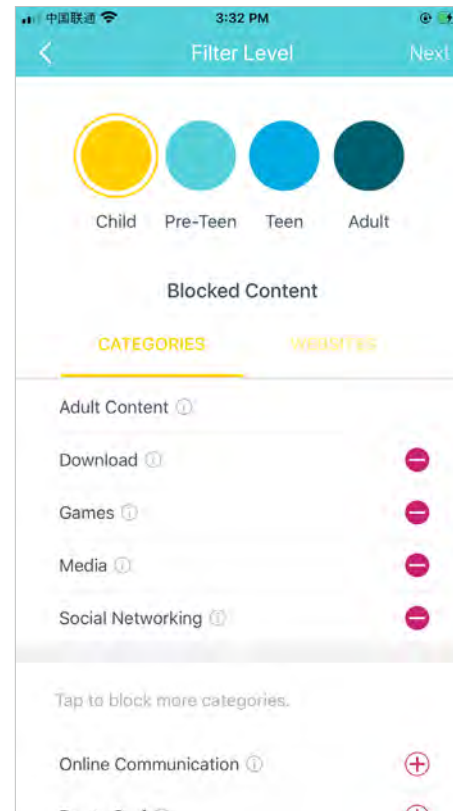 中国联通 3:32 PM
Filter Level Next
Child Pre-Teen Teen Adult
Blocked Content
CATEGORIES WEBSITES
Adult Content
Download
Games
Media
Social Networking
Tap to block more categories.
Online Communication